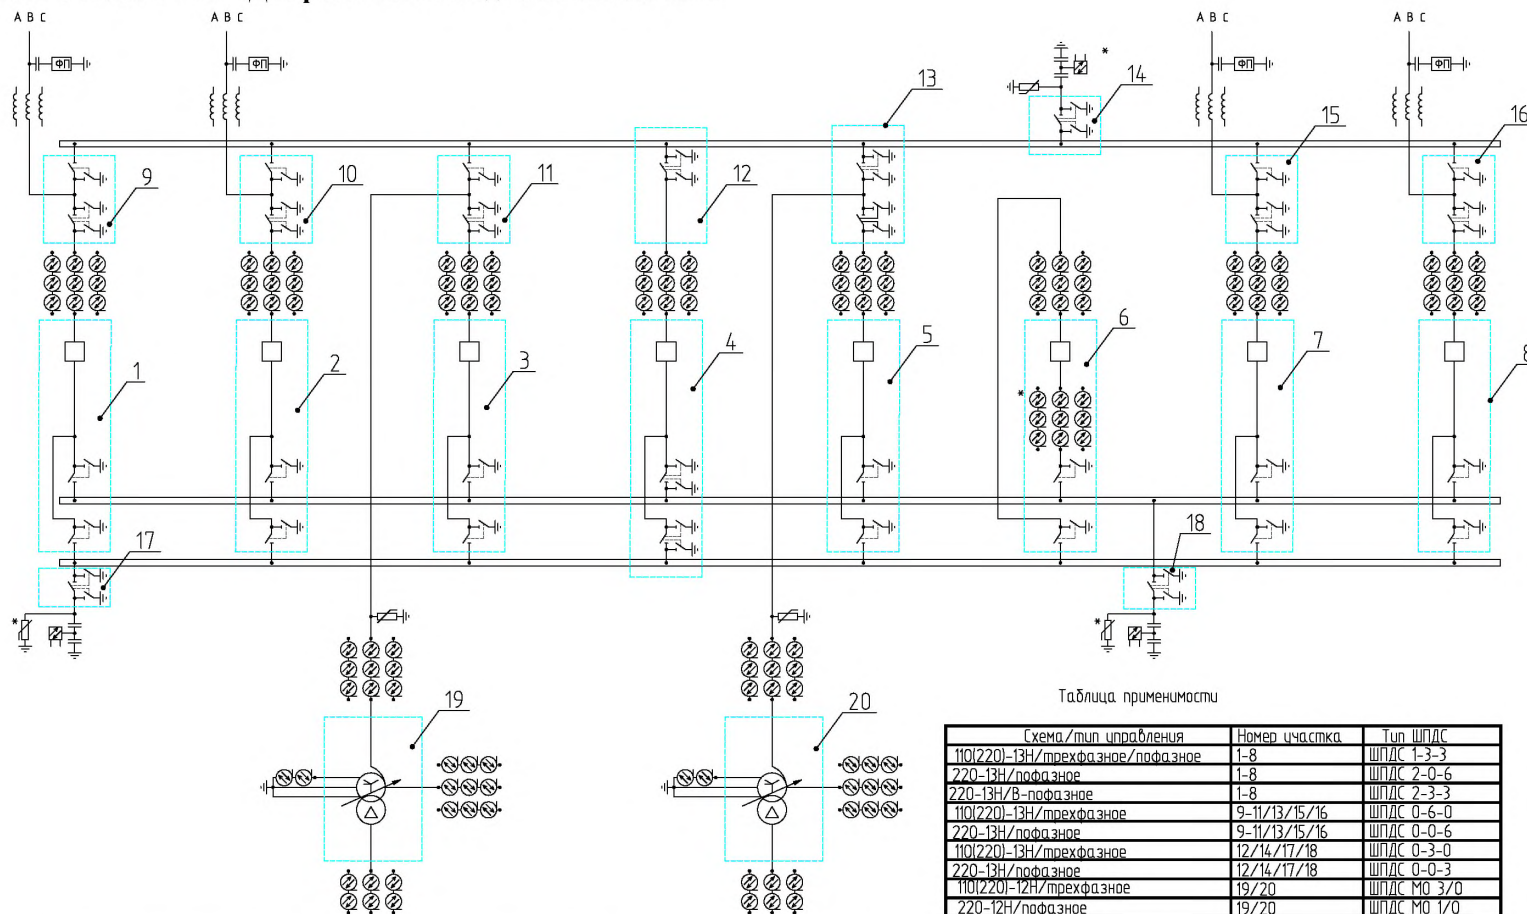 A B C
A B C
A B C
A B C
ФП
ФП
ФП
ФП
*
13
14
15
16
9
10
11
12
1
2
3
4
5
6
7
8
*
17
18
*
*
19
20
Таблица применимости
Схема/тип управления Номер участка Тип ШПДС
110(220)-13Н/трехфазное/пофазное 1-8 ШПДС 1-3-3
220-13Н/пофазное 1-8 ШПДС 2-0-6
220-13Н/В-пофазное 1-8 ШПДС 2-3-3
110(220)-13Н/трехфазное 9-11/13/15/16 ШПДС 0-6-0
220-13Н/пофазное 9-11/13/15/16 ШПДС 0-0-6
110(220)-13Н/трехфазное 12/14/17/18 ШПДС 0-3-0
220-13Н/пофазное 12/14/17/18 ШПДС 0-0-3
110(220)-12Н/трехфазное 19/20 ШПДС МО 3/0
220-12Н/пофазное 19/20 ШПДС МО 1/0